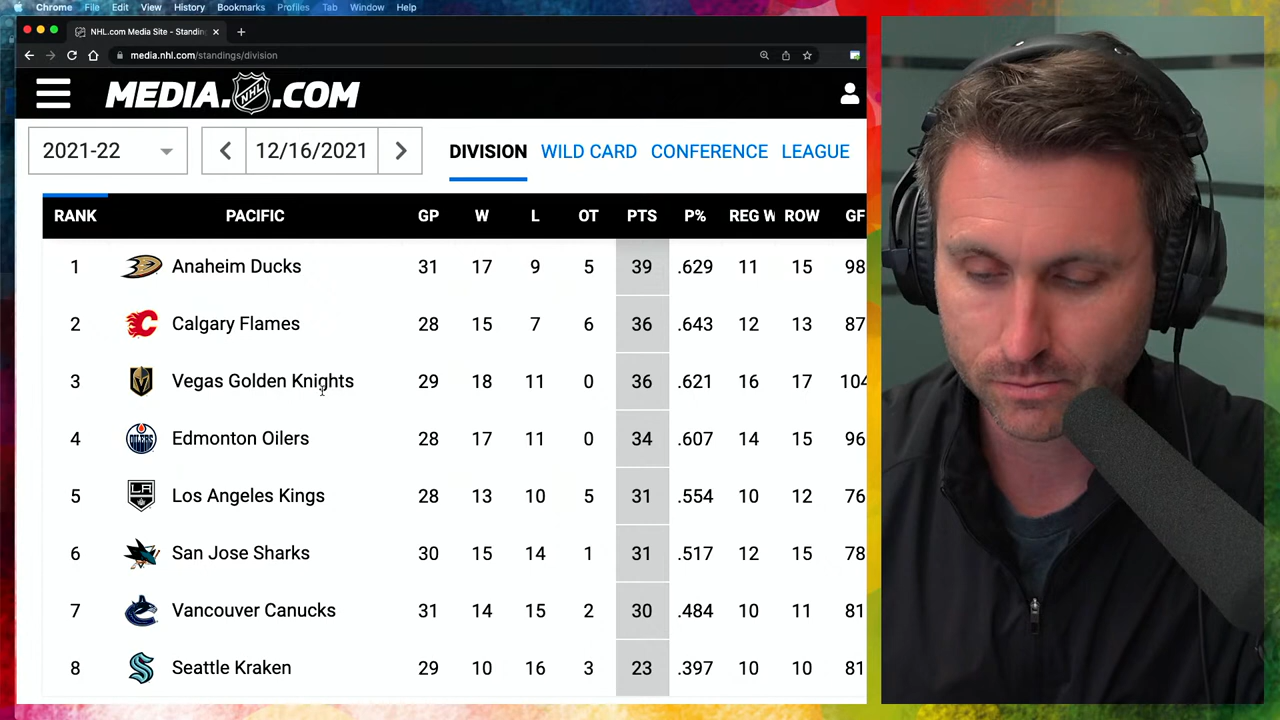 Chrome File Edit View History Bookmarks Profiles Tab Window Help
NHL.com Media Site - Standin
media.nhl.com/standings/division
MEDIA. NHL .COM
2021-22 12/16/2021 DIVISION WILD CARD CONFERENCE LEAGUE
RANK PACIFIC GP W L OT PTS P% REG W ROW GF
1 Anaheim Ducks 31 17 9 5 39 .629 11 15 98
2 Calgary Flames 28 15 7 6 36 .643 12 13 87
3 Vegas Golden Knights 29 18 11 0 36 .621 16 17 104
4 OILERS Edmonton Oilers 28 17 11 0 34 .607 14 15 96
5 LA Los Angeles Kings 28 13 10 5 31 .554 10 12 76
6 San Jose Sharks 30 15 14 1 31 .517 12 15 78
7 Vancouver Canucks 31 14 15 2 30 .484 10 11 81
8 Seattle Kraken 29 10 16 3 23 .397 10 10 81